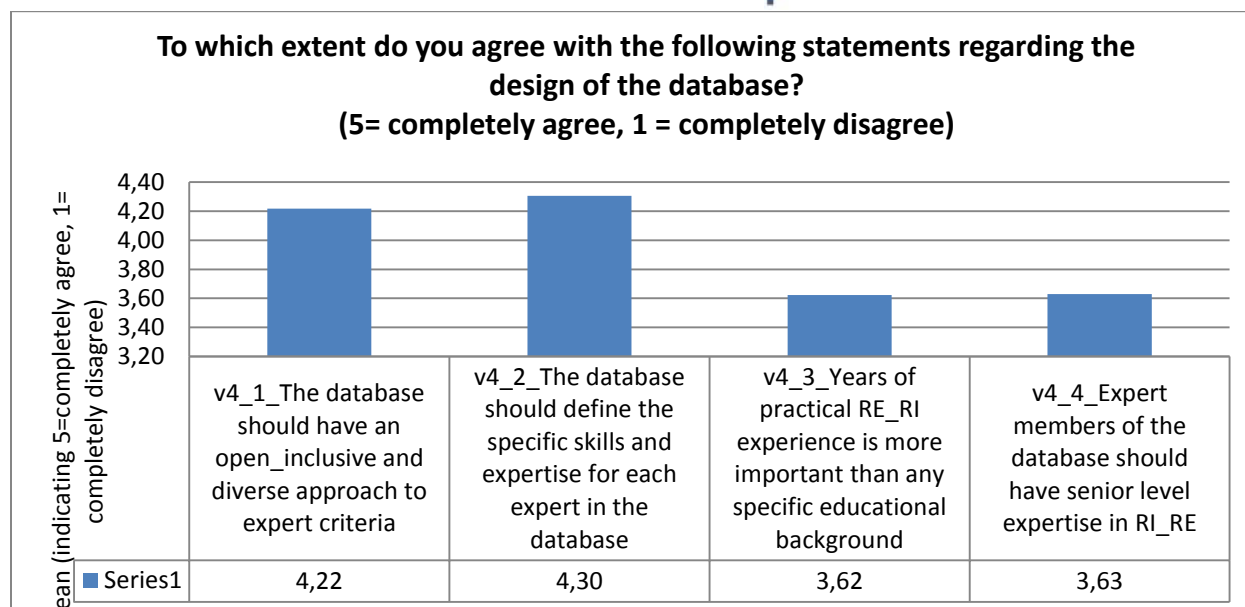 To which extent do you agree with the following statements regarding the
design of the database?
(5= completely agree, 1 = completely disagree)
(indicating 5=completely agree, 1=
completely disagree)
4,40
4,20
4,00
3,80
3,60
3,40
3,20
v4_1_The database
should have an
open_inclusive and
diverse approach to
expert criteria
v4_2_The database
should define the
specific skills and
expertise for each
expert in the
database
v4_3_Years of
practical RE_RI
experience is more
important than any
specific educational
background
v4_4_Expert
members of the
database should
have senior level
expertise in RI_RE
Series1 4,22 4,30 3,62 3,63